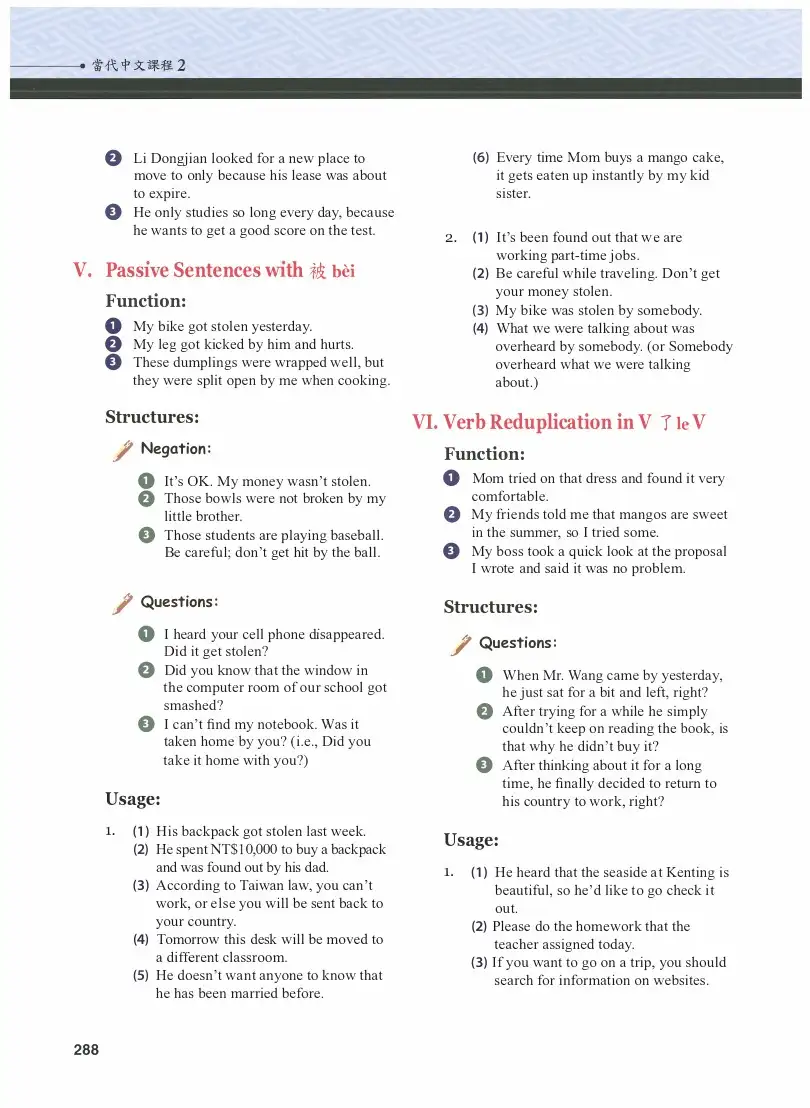 當代中文課程 2
2 Li Dongjian looked for a new place to
move to only because his lease was about
to expire.
3 He only studies so long every day, because
he wants to get a good score on the test.
V. Passive Sentences with 被 bèi
Function:
1 My bike got stolen yesterday.
2 My leg got kicked by him and hurts.
3 These dumplings were wrapped well, but
they were split open by me when cooking.
Structures:
Negation:
1 It's OK. My money wasn't stolen.
2 Those bowls were not broken by my
little brother.
3 Those students are playing baseball.
Be careful; don't get hit by the ball.
Questions:
1 I heard your cell phone disappeared.
Did it get stolen?
2 Did you know that the window in
the computer room of our school got
smashed?
3 I can't find my notebook. Was it
taken home by you? (i.e., Did you
take it home with you?)
Usage:
1. (1) His backpack got stolen last week.
(2) He spent NT$10,000 to buy a backpack
and was found out by his dad.
(3) According to Taiwan law, you can't
work, or else you will be sent back to
your country.
(4) Tomorrow this desk will be moved to
a different classroom.
(5) He doesn't want anyone to know that
he has been married before.
(6) Every time Mom buys a mango cake,
it gets eaten up instantly by my kid
sister.
2. (1) It's been found out that we are
working part-time jobs.
(2) Be careful while traveling. Don't get
your money stolen.
(3) My bike was stolen by somebody.
(4) What we were talking about was
overheard by somebody. (or Somebody
overheard what we were talking
about.)
VI. Verb Reduplication in V 了 le V
Function:
1 Mom tried on that dress and found it very
comfortable.
2 My friends told me that mangos are sweet
in the summer, so I tried some.
3 My boss took a quick look at the proposal
I wrote and said it was no problem.
Structures:
Questions:
1 When Mr. Wang came by yesterday,
he just sat for a bit and left, right?
2 After trying for a while he simply
couldn't keep on reading the book, is
that why he didn't buy it?
3 After thinking about it for a long
time, he finally decided to return to
his country to work, right?
Usage:
1. (1) He heard that the seaside at Kenting is
beautiful, so he'd like to go check it
out.
(2) Please do the homework that the
teacher assigned today.
(3) If you want to go on a trip, you should
search for information on websites.
288